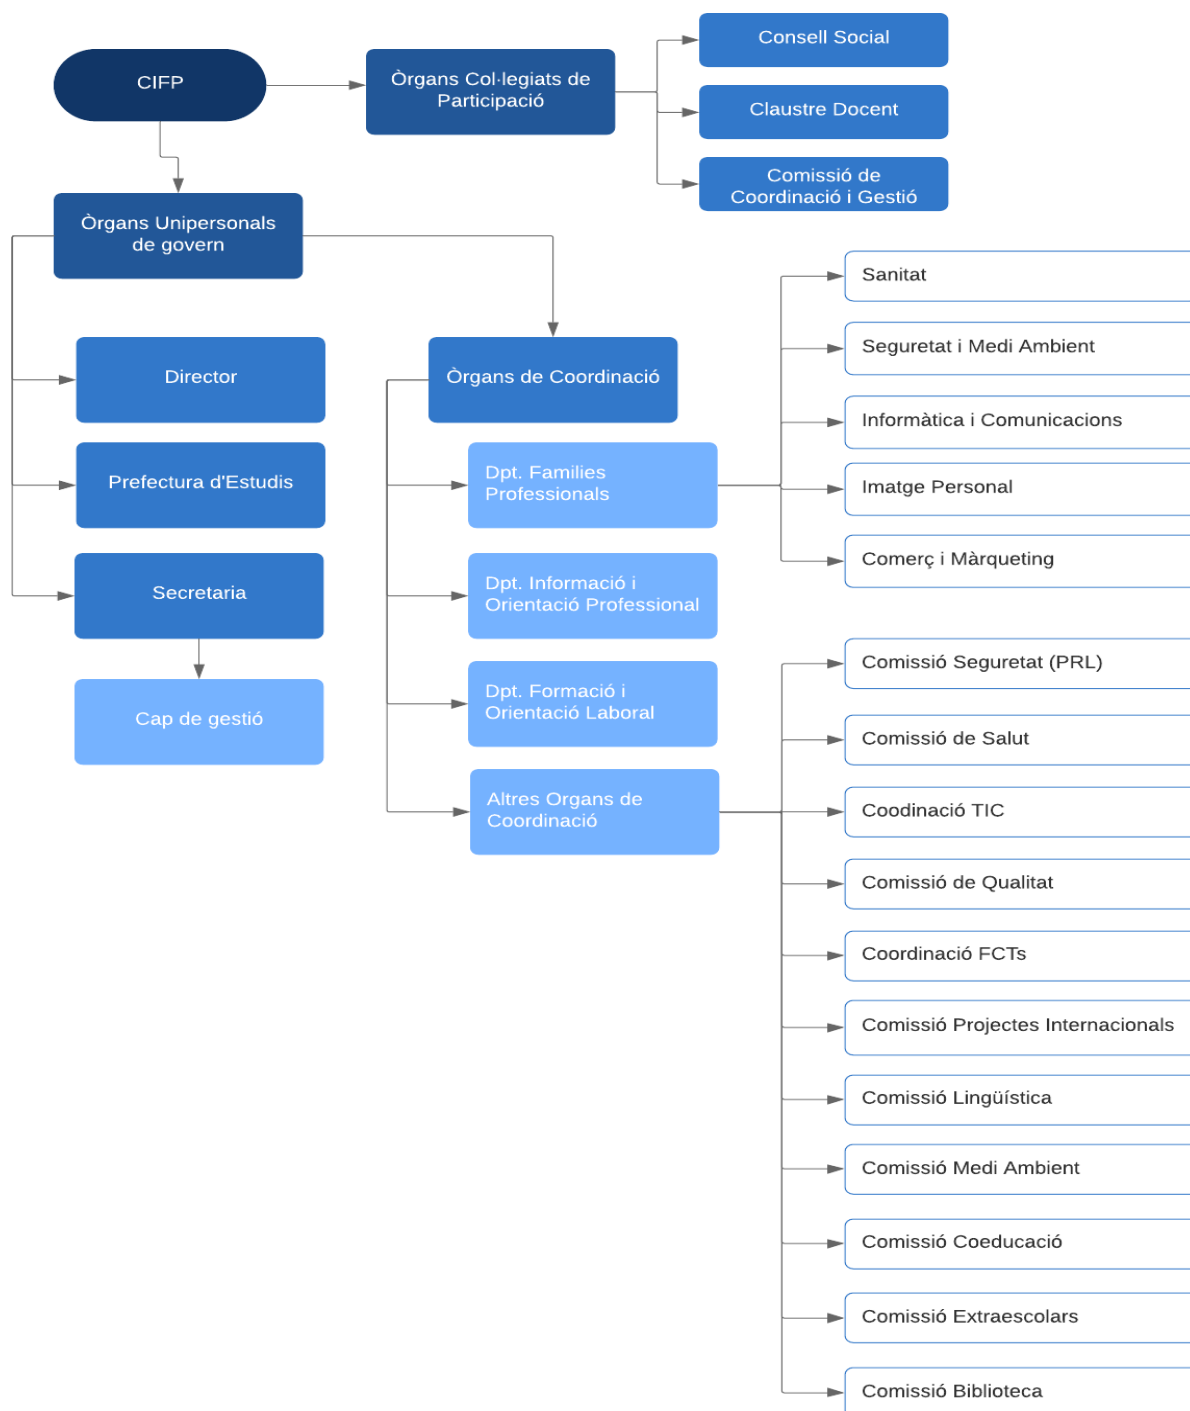 CIFP
Òrgans Col·legiats de
Participació
Consell Social
Claustre Docent
Comissió de
Coordinació i Gestió
Òrgans Unipersonals
de govern
Director
Prefectura d'Estudis
Secretaria
Cap de gestió
Òrgans de Coordinació
Dpt. Families
Professionals
Dpt. Informació i
Orientació Professional
Dpt. Formació i
Orientació Laboral
Altres Organs de
Coordinació
Sanitat
Seguretat i Medi Ambient
Informàtica i Comunicacions
Imatge Personal
Comerç i Màrqueting
Comissió Seguretat (PRL)
Comissió de Salut
Coodinació TIC
Comissió de Qualitat
Coordinació FCTs
Comissió Projectes Internacionals
Comissió Lingüística
Comissió Medi Ambient
Comissió Coeducació
Comissió Extraescolars
Comissió Biblioteca